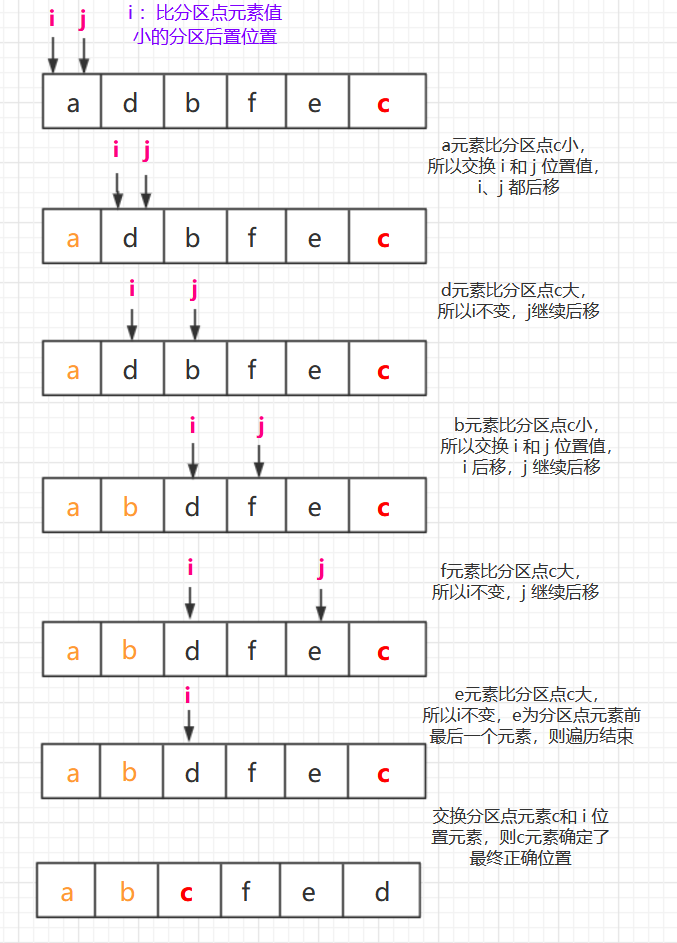 i j
i ：比分区点元素值
小的分区后置位置
a d b f e c
i j
a元素比分区点c小，
所以交换 i 和 j 位置值，
i、j 都后移
a d b f e c
i j
d元素比分区点c大，
所以i不变，j继续后移
a d b f e c
i j
b元素比分区点c小，
所以交换 i 和 j 位置值，
i 后移，j 继续后移
a b d f e c
i j
f元素比分区点c大，
所以i不变，j 继续后移
a b d f e c
i
e元素比分区点c大，
所以i不变，e为分区点元素前
最后一个元素，则遍历结束
a b d f e c
交换分区点元素c和 i 位
置元素，则c元素确定了
最终正确位置
a b c f e d